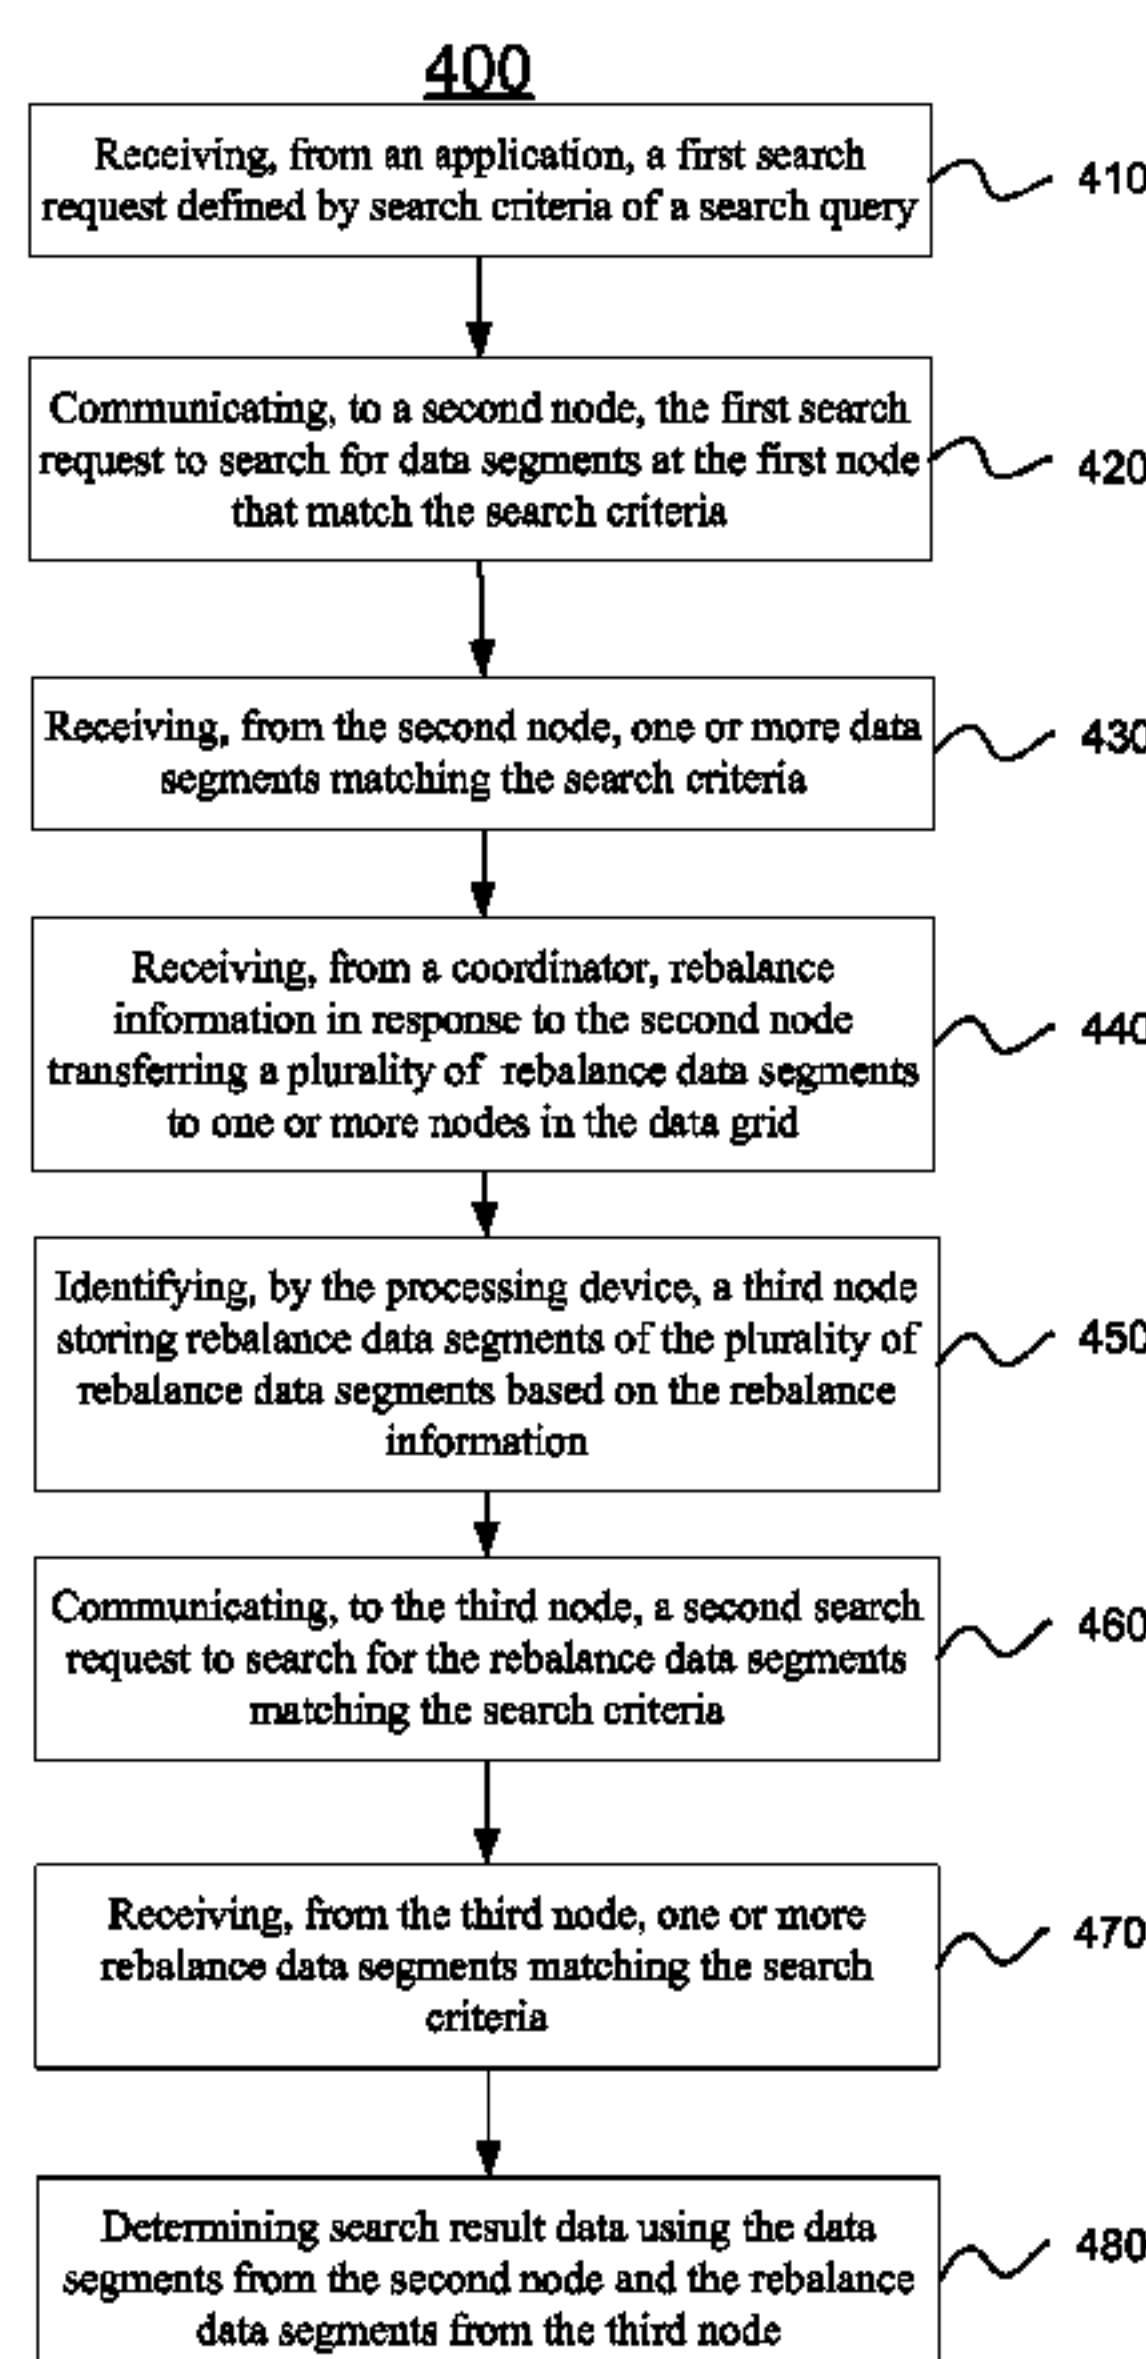 400
Receiving, from an application, a first search
request defined by search criteria of a search query
410
Communicating, to a second node, the first search
request to search for data segments at the first node
that match the search criteria
420
Receiving, from the second node, one or more data
segments matching the search criteria
430
Receiving, from a coordinator, rebalance
information in response to the second node
transferring a plurality of rebalance data segments
to one or more nodes in the data grid
440
Identifying, by the processing device, a third node
storing rebalance data segments of the plurality of
rebalance data segments based on the rebalance
information
450
Communicating, to the third node, a second search
request to search for the rebalance data segments
matching the search criteria
460
Receiving, from the third node, one or more
rebalance data segments matching the search
criteria
470
Determining search result data using the data
segments from the second node and the rebalance
data segments from the third node
480